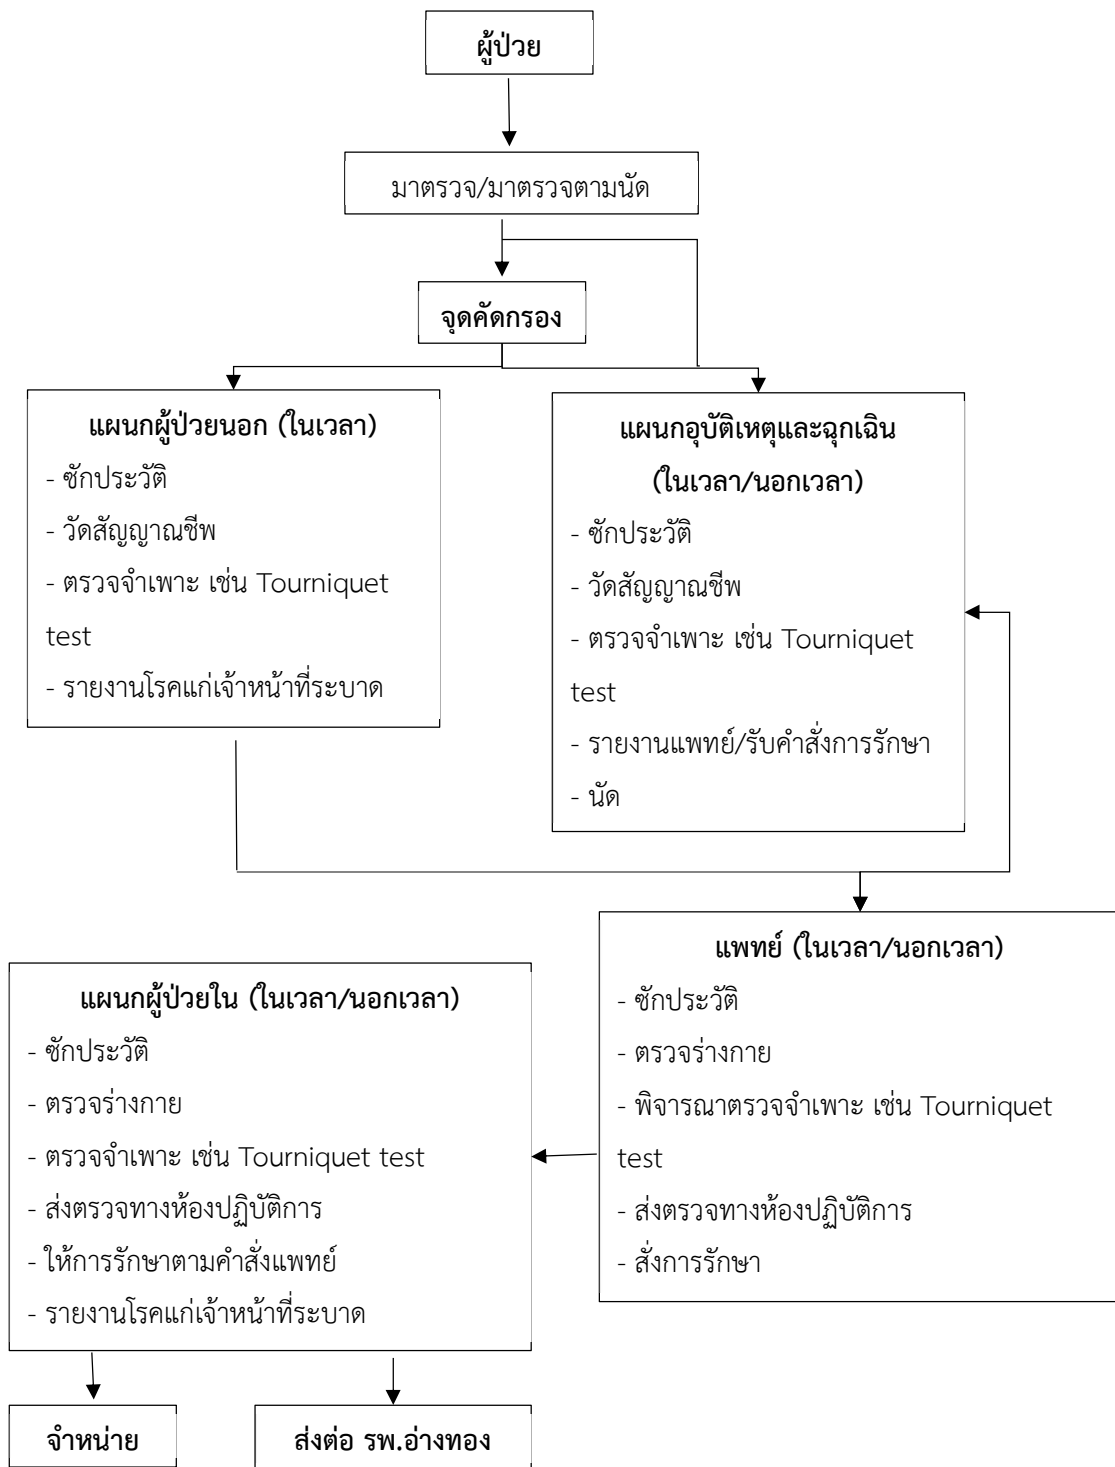 ผู้ป่วย
มาตรวจ/มาตรวจตามนัด
จุดคัดกรอง
แผนกผู้ป่วยนอก (ในเวลา)
- ซักประวัติ
- วัดสัญญาณชีพ
- ตรวจจำเพาะ เช่น Tourniquet
test
- รายงานโรคแก่เจ้าหน้าที่ระบาด
แผนกอุบัติเหตุและฉุกเฉิน
(ในเวลา/นอกเวลา)
- ซักประวัติ
- วัดสัญญาณชีพ
- ตรวจจำเพาะ เช่น Tourniquet
test
- รายงานแพทย์/รับคำสั่งการรักษา
- นัด
แพทย์ (ในเวลา/นอกเวลา)
- ซักประวัติ
- ตรวจร่างกาย
- พิจารณาตรวจจำเพาะ เช่น Tourniquet
test
- ส่งตรวจทางห้องปฏิบัติการ
- สั่งการรักษา
แผนกผู้ป่วยใน (ในเวลา/นอกเวลา)
- ซักประวัติ
- ตรวจร่างกาย
- ตรวจจำเพาะ เช่น Tourniquet test
- ส่งตรวจทางห้องปฏิบัติการ
- ให้การรักษาตามคำสั่งแพทย์
- รายงานโรคแก่เจ้าหน้าที่ระบาด
จำหน่าย
ส่งต่อ รพ.อ่างทอง